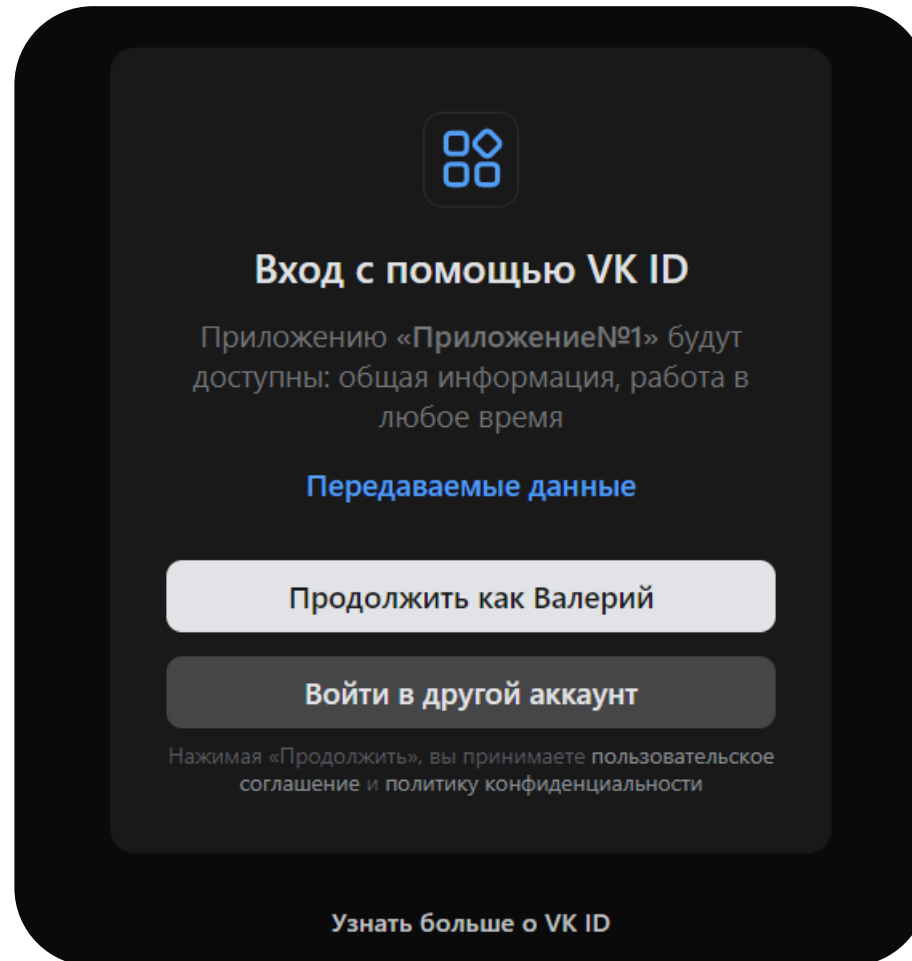 Вход с помощью VK ID
Приложению «Приложение№1» будут
доступны: общая информация, работа в
любое время
Передаваемые данные
Продолжить как Валерий
Войти в другой аккаунт
Нажимая «Продолжить», вы принимаете пользовательское
соглашение и политику конфиденциальности
Узнать больше о VK ID